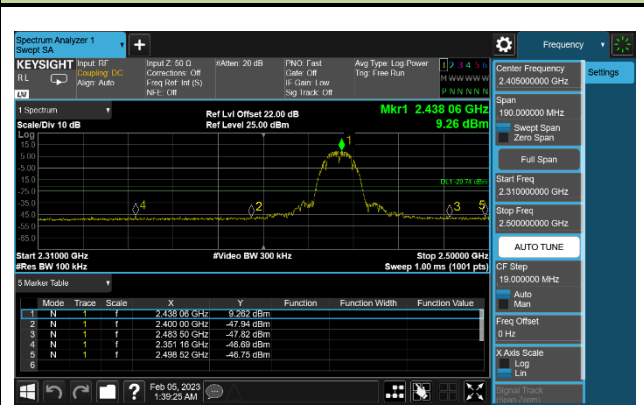 Spectrum Analyzer 1
Swept SA
Frequency
KEYSIGHT
RL
LXI
Input: RF
Coupling: DC
Align: Auto
Input Z: 50 Ω
Corrections: Off
Freq Ref: Int (S)
NFE: Off
#Atten: 20 dB
PNO: Fast
Gate: Off
IF Gain: Low
Sig Track: Off
Avg Type: Log-Power
Trig: Free Run
1 2 3 4 5 6
M W W W W W
P N N N N N
Center Frequency
2.405000000 GHz
Settings
Span
190.000000 MHz
Swept Span
Zero Span
Full Span
Start Freq
2.310000000 GHz
Stop Freq
2.500000000 GHz
AUTO TUNE
CF Step
19.000000 MHz
Auto
Man
Freq Offset
0 Hz
X Axis Scale
Log
Lin
Signal Track
(Span Zoom)
1 Spectrum
Scale/Div 10 dB
Ref Lvl Offset 22.00 dB
Ref Level 25.00 dBm
Mkr1 2.438 06 GHz
9.26 dBm
Log
15.0
5.00
-5.00
-15.0
-25.0
-35.0
-45.0
-55.0
-65.0
1
DL1 -20.74 dBm
4
2
3
5
Start 2.31000 GHz
#Res BW 100 kHz
#Video BW 300 kHz
Stop 2.50000 GHz
Sweep 1.00 ms (1001 pts)
5 Marker Table
Mode Trace Scale X Y Function Function Width Function Value
1 N 1 f 2.438 06 GHz 9.262 dBm
2 N 1 f 2.400 00 GHz -47.94 dBm
3 N 1 f 2.483 50 GHz -47.82 dBm
4 N 1 f 2.351 16 GHz -46.69 dBm
5 N 1 f 2.498 52 GHz -46.75 dBm
6
?
Feb 05, 2023
1:39:25 AM